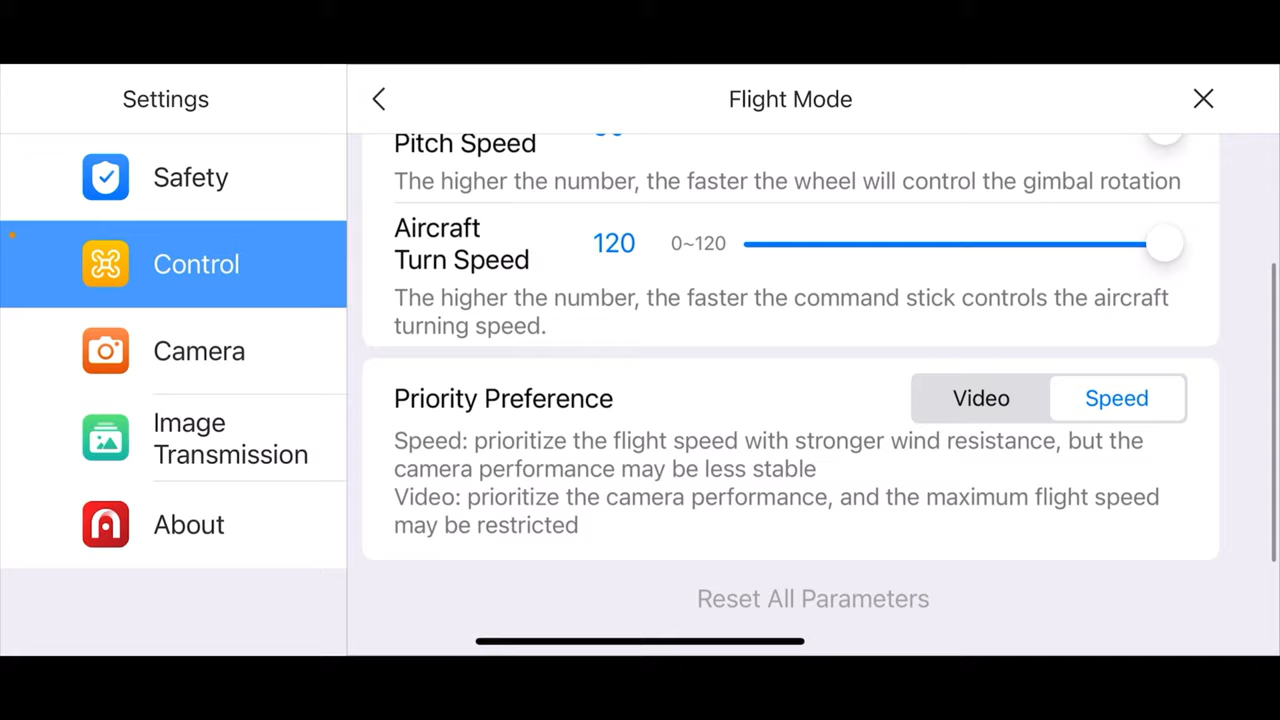 Settings
Flight Mode
Safety
Control
Camera
Image
Transmission
About
Pitch Speed
The higher the number, the faster the wheel will control the gimbal rotation
Aircraft
Turn Speed
120
0~120
The higher the number, the faster the command stick controls the aircraft
turning speed.
Priority Preference
Video
Speed
Speed: prioritize the flight speed with stronger wind resistance, but the
camera performance may be less stable
Video: prioritize the camera performance, and the maximum flight speed
may be restricted
Reset All Parameters